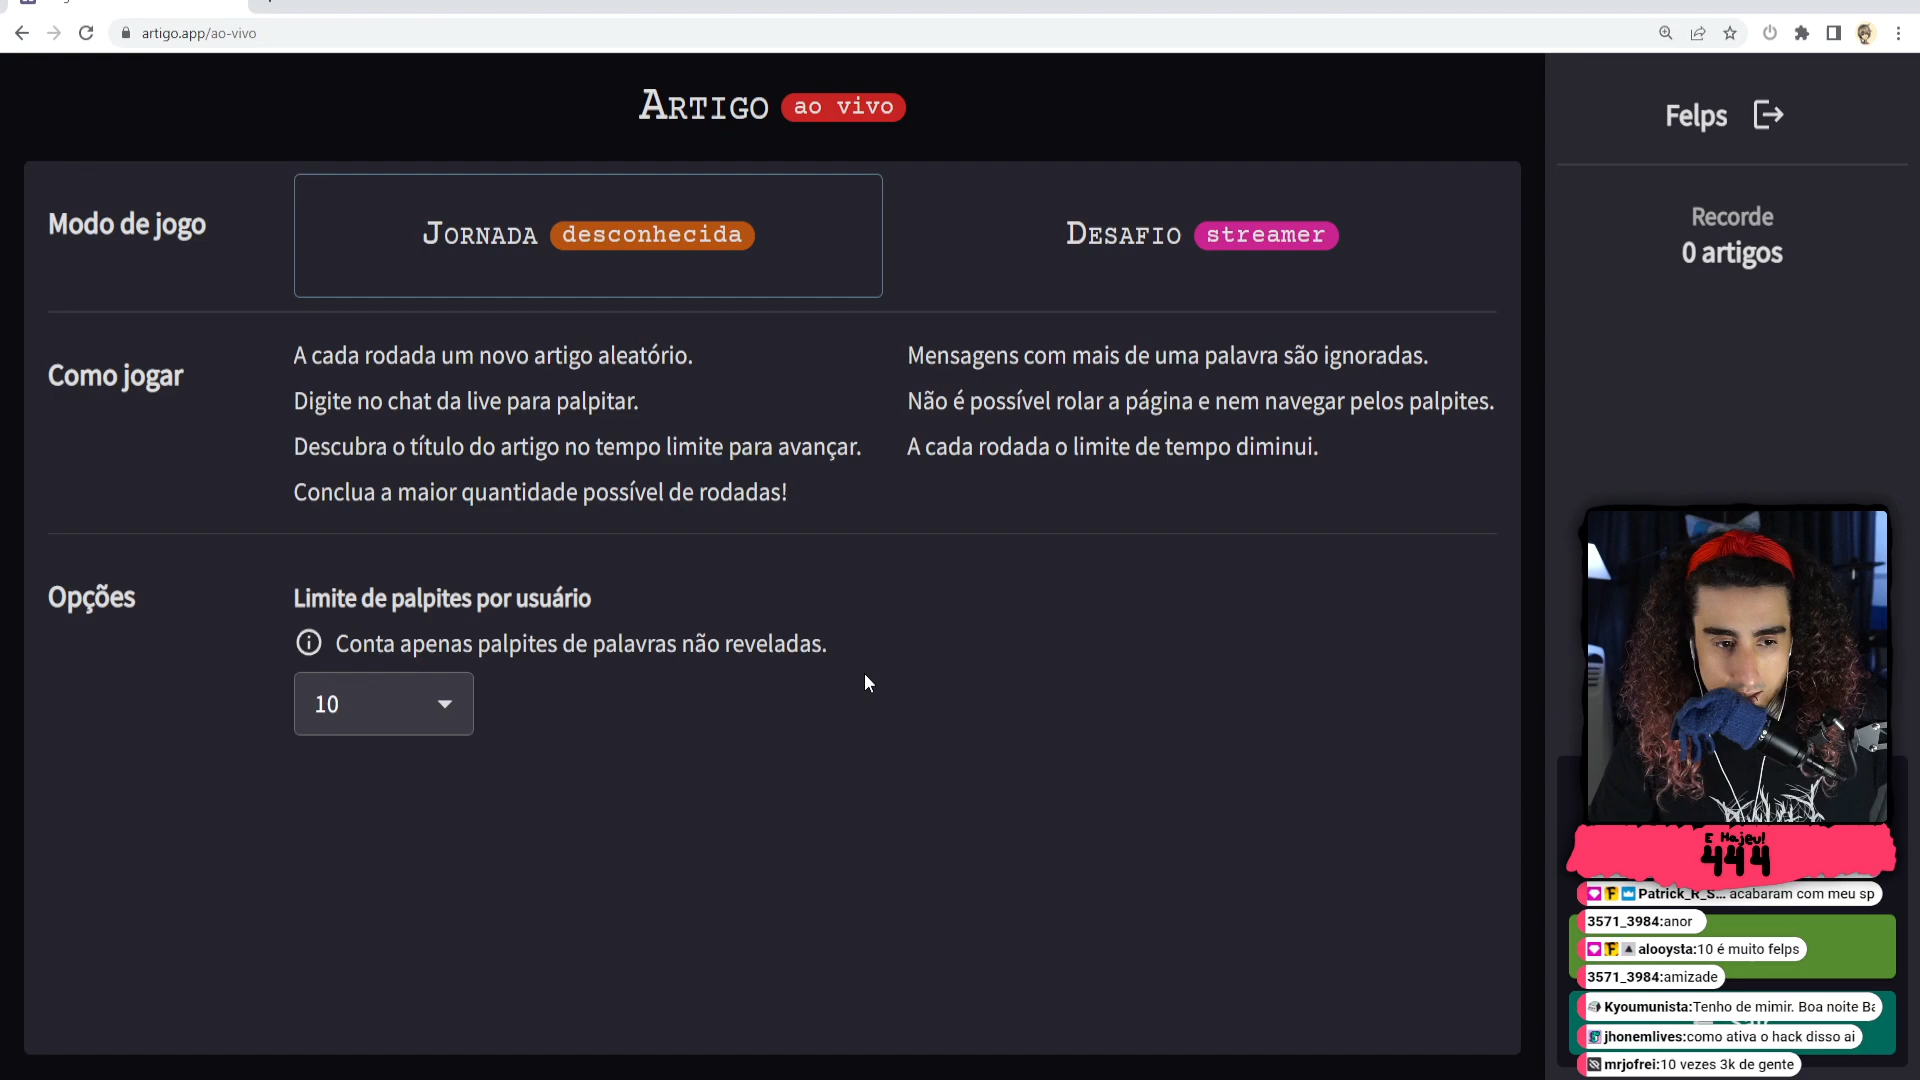 artigo.app/ao-vivo
ARTIGO ao vivo
Felps
Recorde
0 artigos
Modo de jogo
JORNADA desconhecida
DESAFIO streamer
Como jogar
A cada rodada um novo artigo aleatório.
Digite no chat da live para palpitar.
Descubra o título do artigo no tempo limite para avançar.
Conclua a maior quantidade possível de rodadas!
Mensagens com mais de uma palavra são ignoradas.
Não é possível rolar a página e nem navegar pelos palpites.
A cada rodada o limite de tempo diminui.
Opções
Limite de palpites por usuário
Conta apenas palpites de palavras não reveladas.
10
E Hajeu!
444
Patrick_R_S... acabaram com meu sp
3571_3984:anor
alooysta:10 é muito felps
3571_3984:amizade
Kyoumunista:Tenho de mimir. Boa noite Ba
jhonemlives:como ativa o hack disso ai
mrjofrei:10 vezes 3k de gente